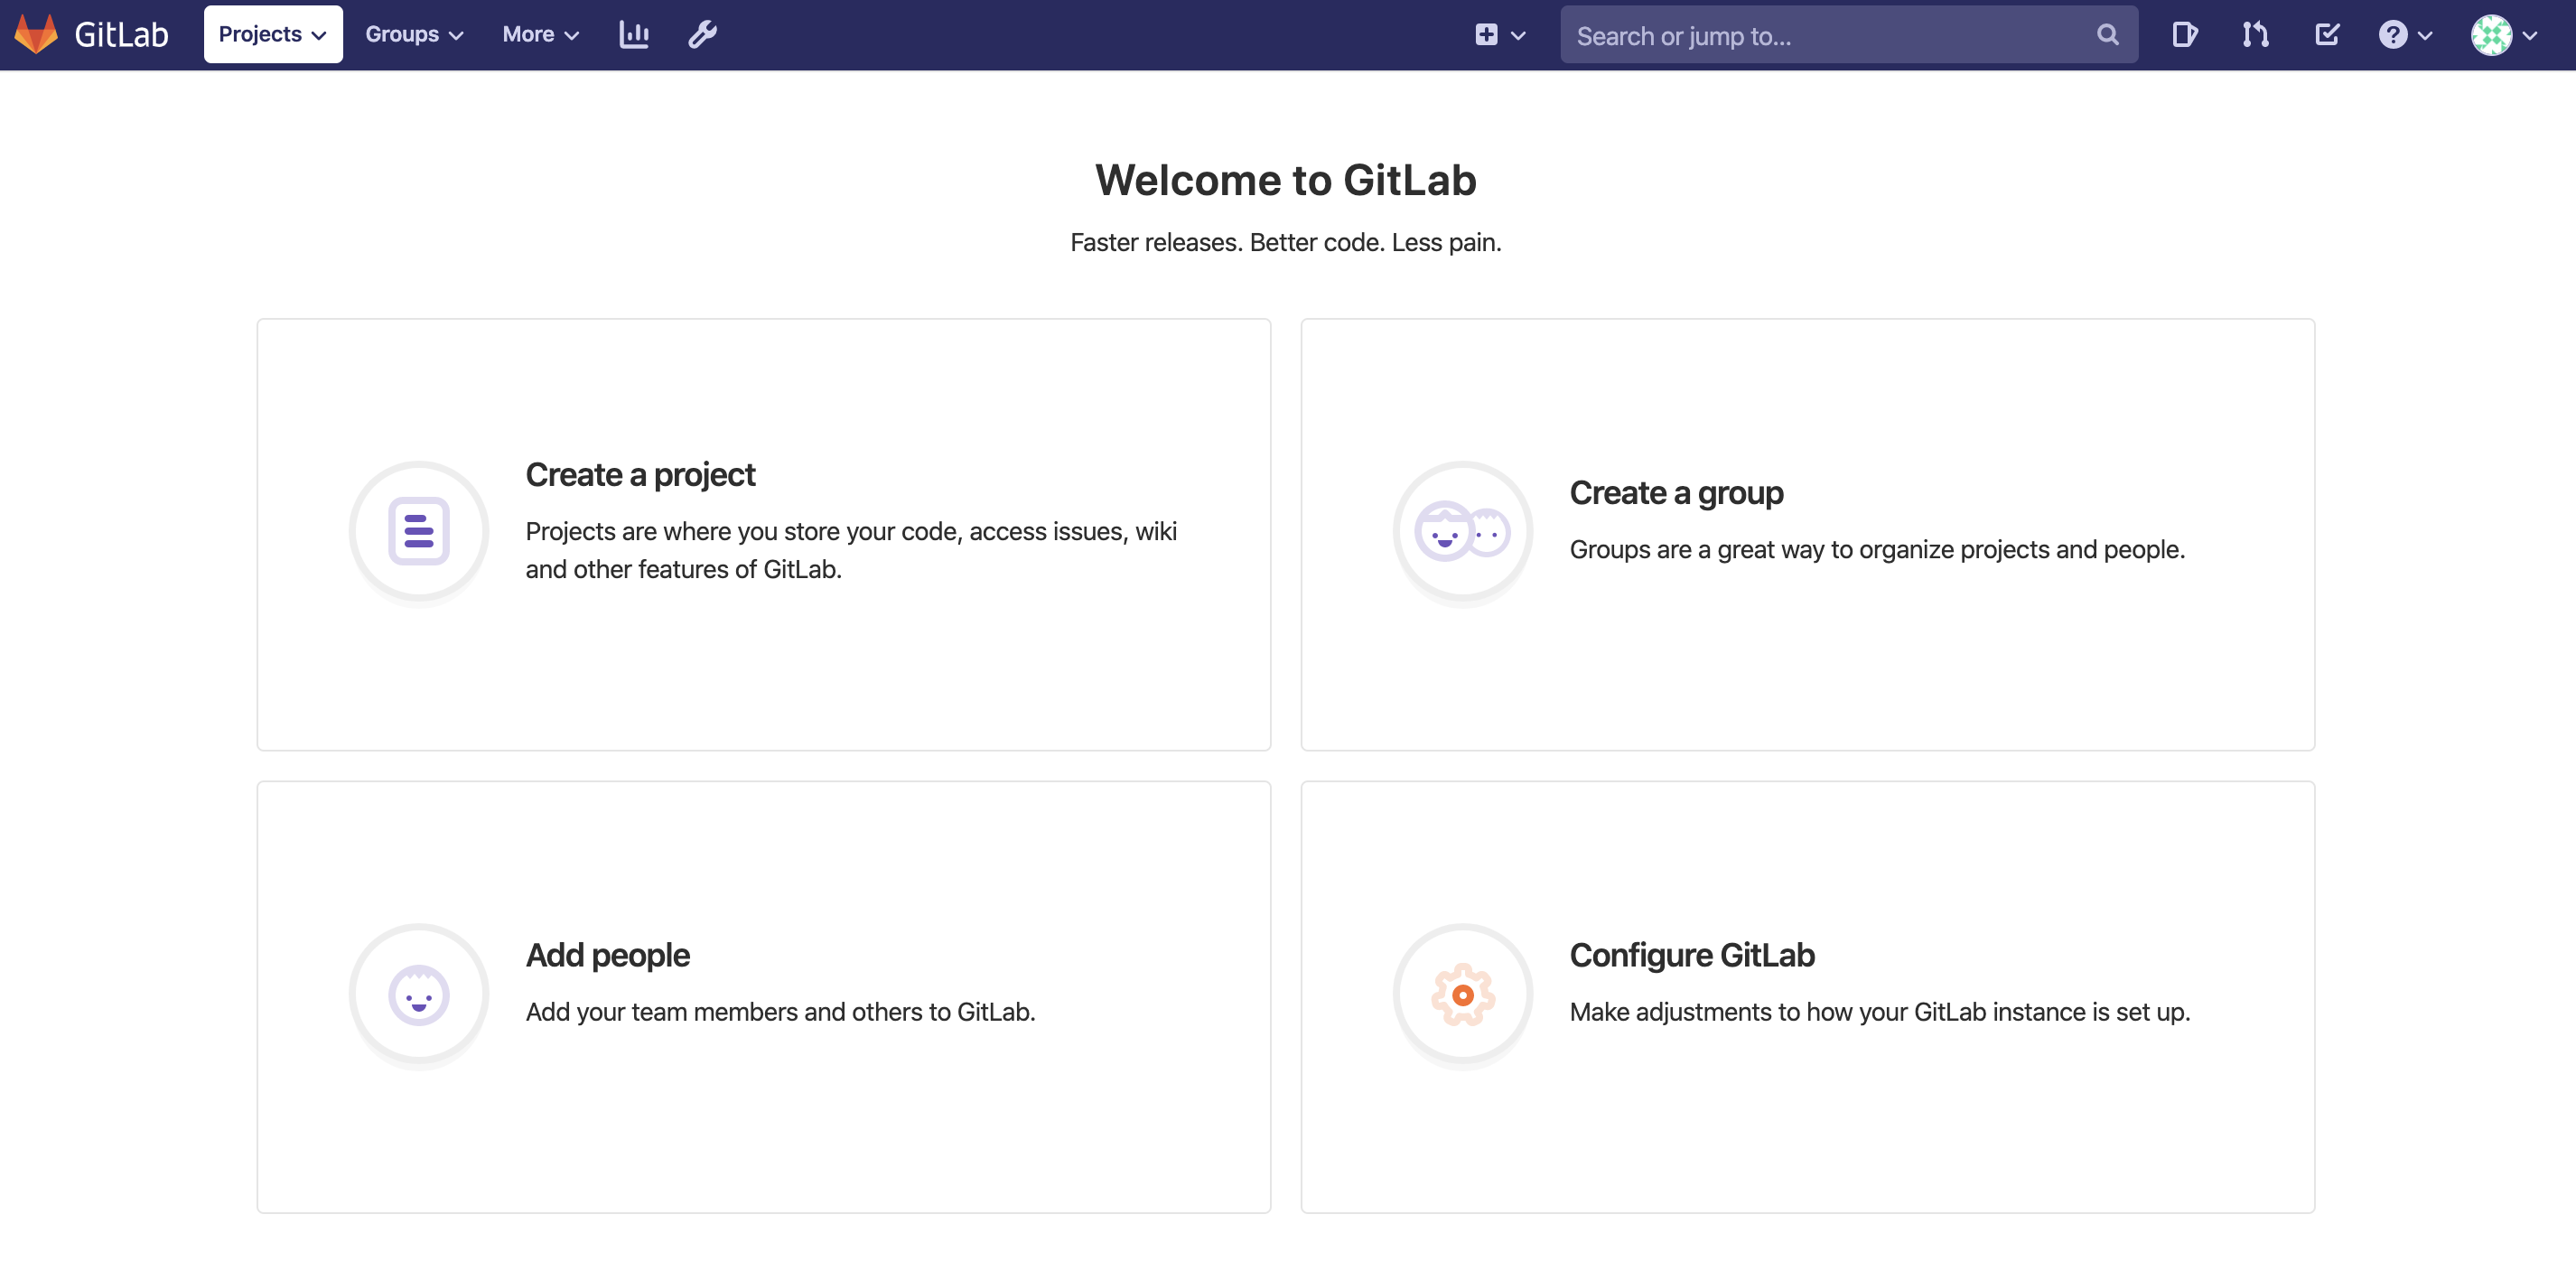 GitLab Projects Groups More Search or jump to...
Welcome to GitLab
Faster releases. Better code. Less pain.
Create a project
Projects are where you store your code, access issues, wiki
and other features of GitLab.
Create a group
Groups are a great way to organize projects and people.
Add people
Add your team members and others to GitLab.
Configure GitLab
Make adjustments to how your GitLab instance is set up.